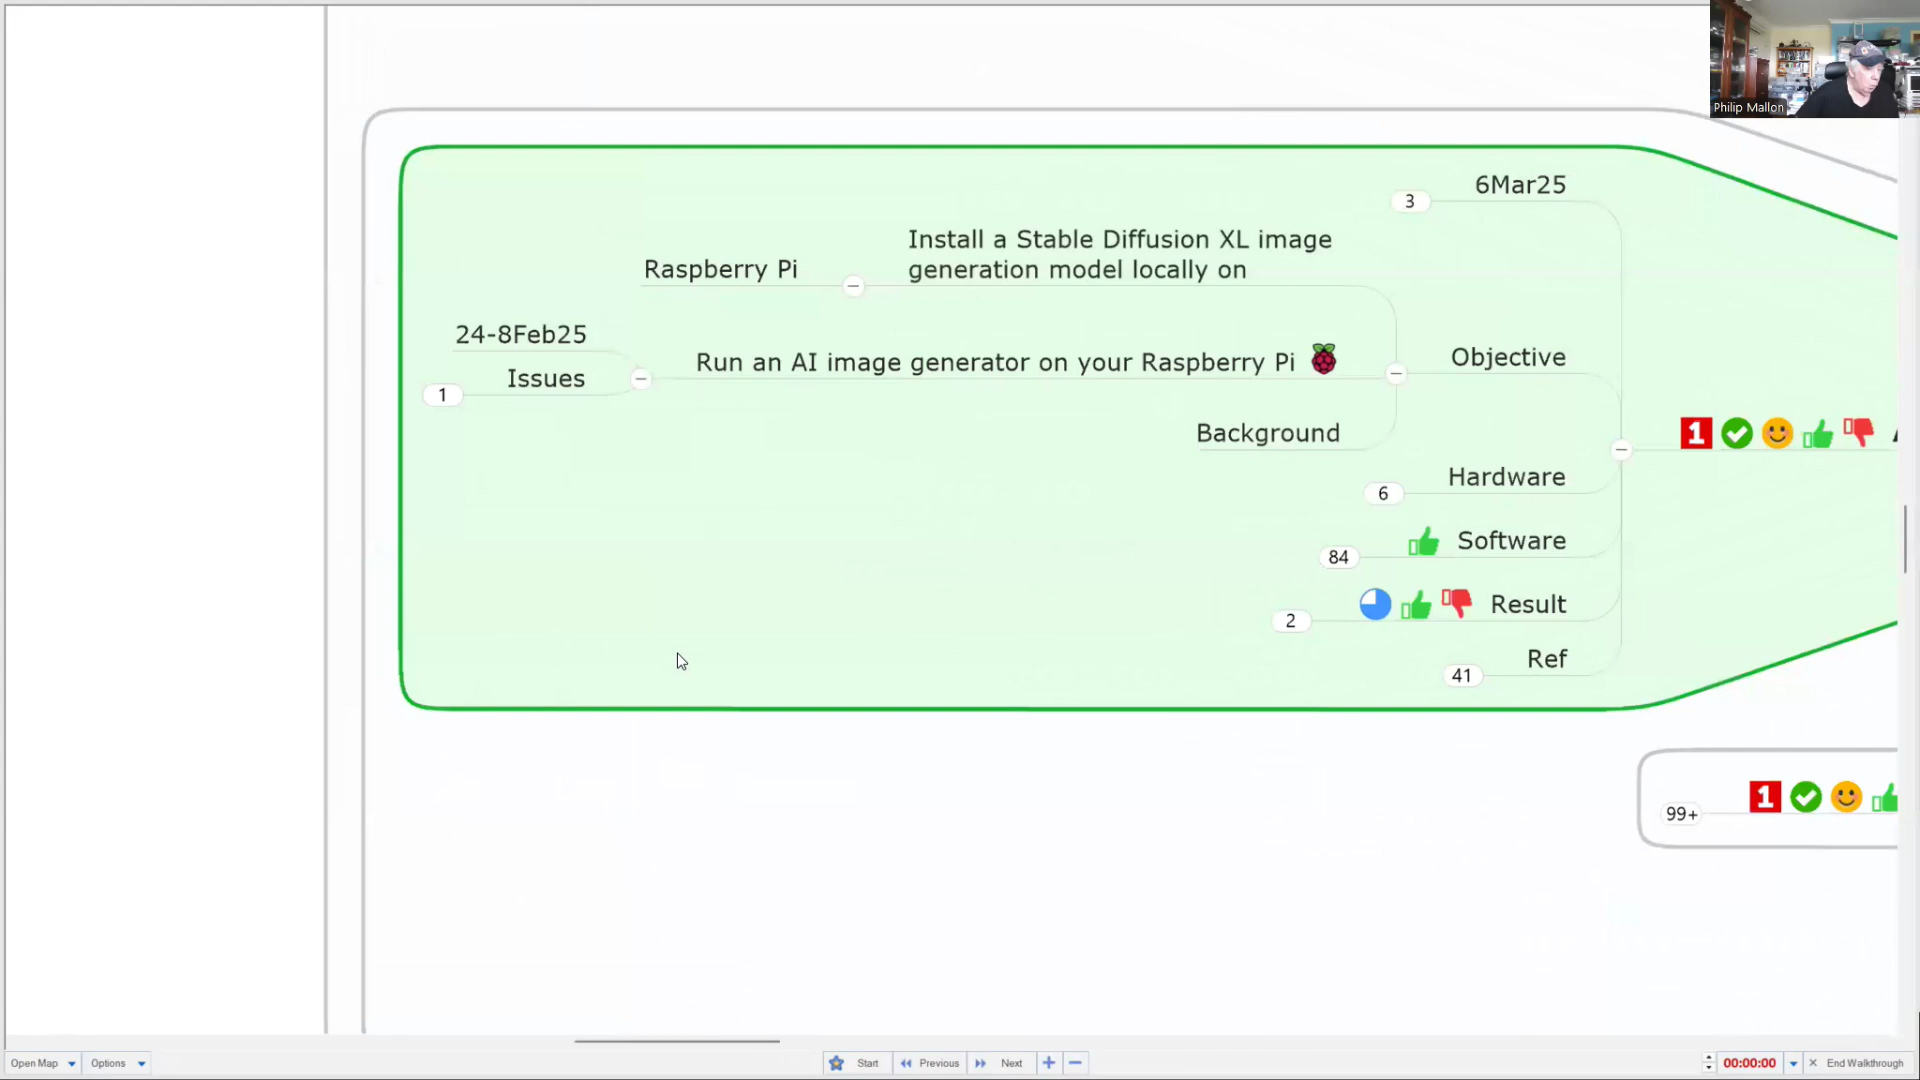 Philip Mallon
6Mar25
3
Install a Stable Diffusion XL image
generation model locally on
Raspberry Pi
24-8Feb25
Issues
1
Run an AI image generator on your Raspberry Pi
Objective
Background
1
Hardware
6
Software
84
Result
2
Ref
41
1
99+
Open Map
Options
Start
Previous
Next
00:00:00
End Walkthrough